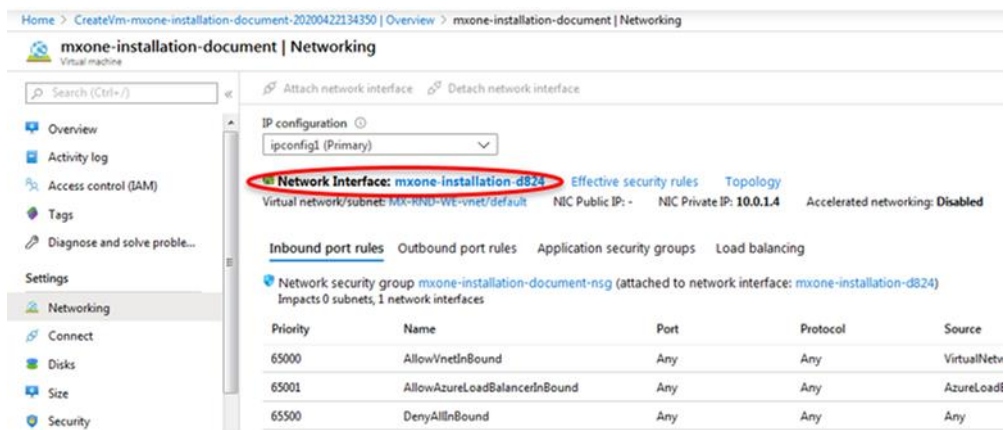 Home > CreateVm-mxone-installation-document-20200422134350 | Overview > mxone-installation-document | Networking
mxone-installation-document | Networking
Virtual machine
Search (Ctrl+/)
«
Overview
Activity log
Access control (IAM)
Tags
Diagnose and solve proble...
Settings
Networking
Connect
Disks
Size
Security
Attach network interface Detach network interface
IP configuration
ipconfig1 (Primary)
Network Interface: mxone-installation-d824 Effective security rules Topology
Virtual network/subnet: MX-RND-WE-vnet/default NIC Public IP: - NIC Private IP: 10.0.1.4 Accelerated networking: Disabled
Inbound port rules Outbound port rules Application security groups Load balancing
Network security group mxone-installation-document-nsg (attached to network interface: mxone-installation-d824)
Impacts 0 subnets, 1 network interfaces
Priority Name Port Protocol Source
65000 AllowVnetInBound Any Any VirtualNetw
65001 AllowAzureLoadBalancerInBound Any Any AzureLoadB
65500 DenyAllInBound Any Any Any